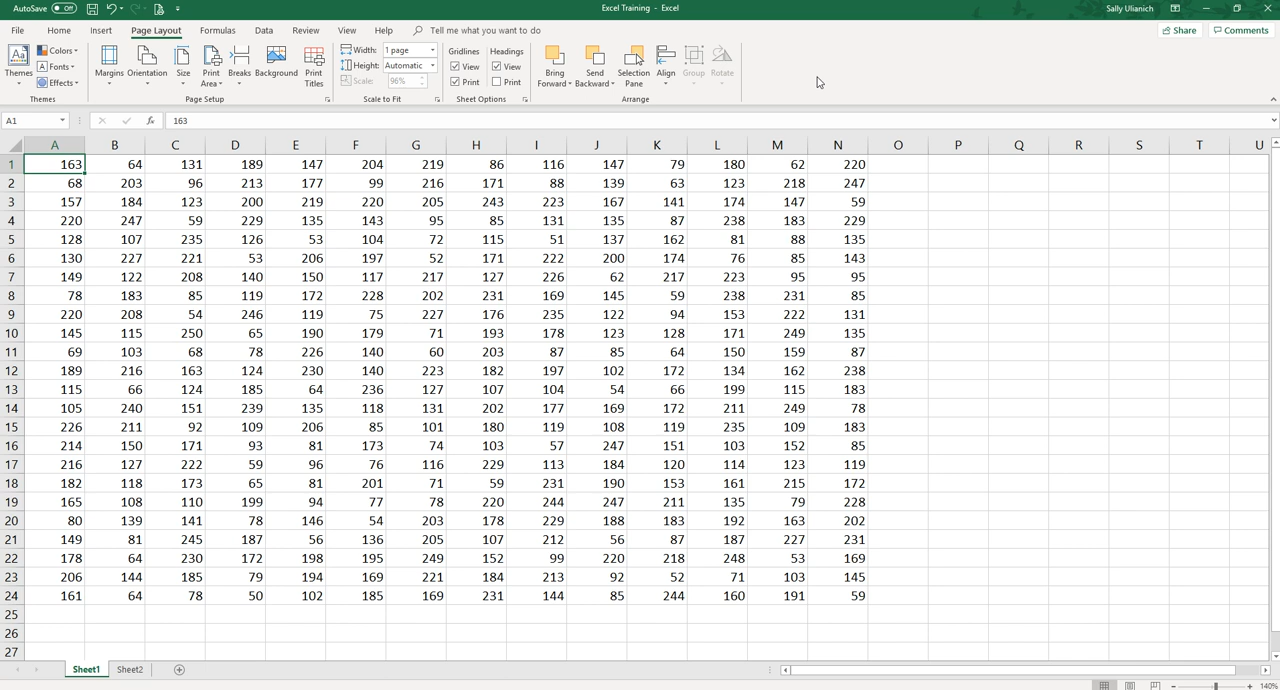 AutoSave Off Excel Training - Excel Sally Ulianich
File Home Insert Page Layout Formulas Data Review View Help Tell me what you want to do Share Comments
Themes Colors Fonts Effects Margins Orientation Size Print Area Breaks Background Print Titles Width: 1 page Height: Automatic Scale: 96% Gridlines View Print Headings View Print Bring Forward Send Backward Selection Pane Align Group Rotate
Themes Page Setup Scale to Fit Sheet Options Arrange
A1 fx 163
A B C D E F G H I J K L M N O P Q R S T U
1 163 64 131 189 147 204 219 86 116 147 79 180 62 220
2 68 203 96 213 177 99 216 171 88 139 63 123 218 247
3 157 184 123 200 219 220 205 243 223 167 141 174 147 59
4 220 247 59 229 135 143 95 85 131 135 87 238 183 229
5 128 107 235 126 53 104 72 115 51 137 162 81 88 135
6 130 227 221 53 206 197 52 171 222 200 174 76 85 143
7 149 122 208 140 150 117 217 127 226 62 217 223 95 95
8 78 183 85 119 172 228 202 231 169 145 59 238 231 85
9 220 208 54 246 119 75 227 176 235 122 94 153 222 131
10 145 115 250 65 190 179 71 193 178 123 128 171 249 135
11 69 103 68 78 226 140 60 203 87 85 64 150 159 87
12 189 216 163 124 230 140 223 182 197 102 172 134 162 238
13 115 66 124 185 64 236 127 107 104 54 66 199 115 183
14 105 240 151 239 135 118 131 202 177 169 172 211 249 78
15 226 211 92 109 206 85 101 180 119 108 119 235 109 183
16 214 150 171 93 81 173 74 103 57 247 151 103 152 85
17 216 127 222 59 96 76 116 229 113 184 120 114 123 119
18 182 118 173 65 81 201 71 59 231 190 153 161 215 172
19 165 108 110 199 94 77 78 220 244 247 211 135 79 228
20 80 139 141 78 146 54 203 178 229 188 183 192 163 202
21 149 81 245 187 56 136 205 107 212 56 87 187 227 231
22 178 64 230 172 198 195 249 152 99 220 218 248 53 169
23 206 144 185 79 194 169 221 184 213 92 52 71 103 145
24 161 64 78 50 102 185 169 231 144 85 244 160 191 59
25
26
27
Sheet1 Sheet2
140%